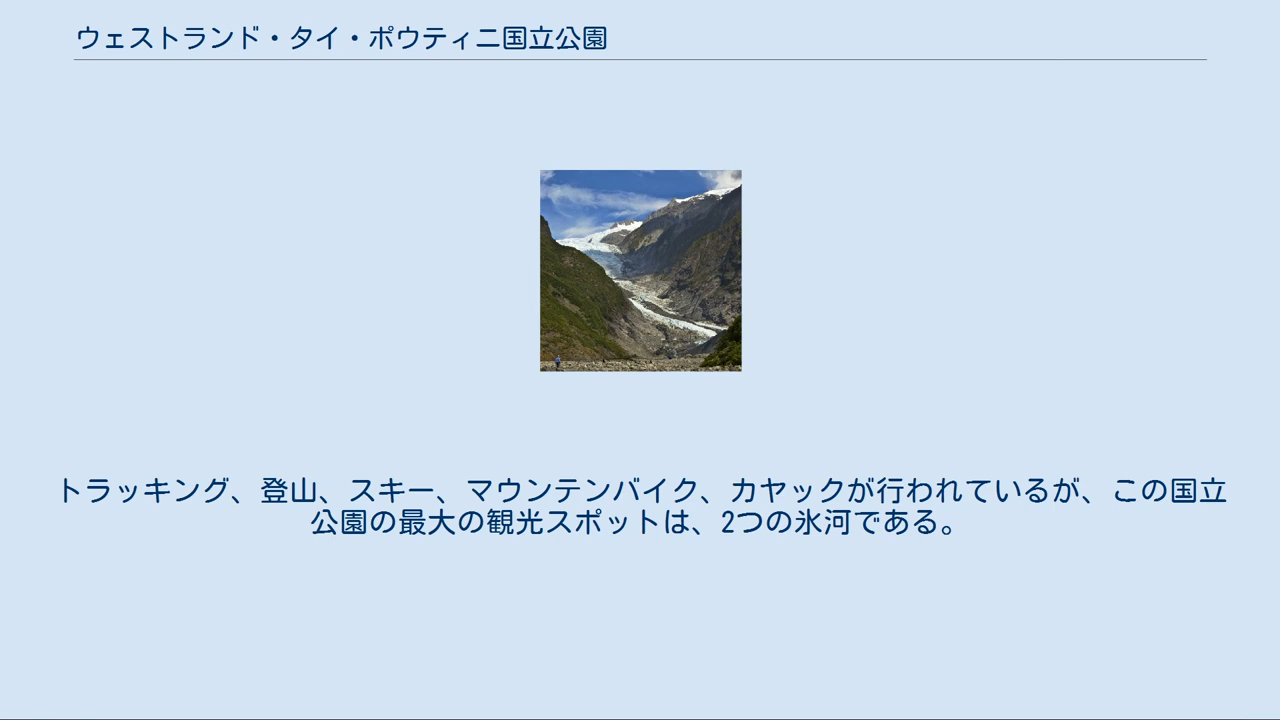 ウェストランド・タイ・ポウティニ国立公園
トラッキング、登山、スキー、マウンテンバイク、カヤックが行われているが、この国立
公園の最大の観光スポットは、2つの氷河である。